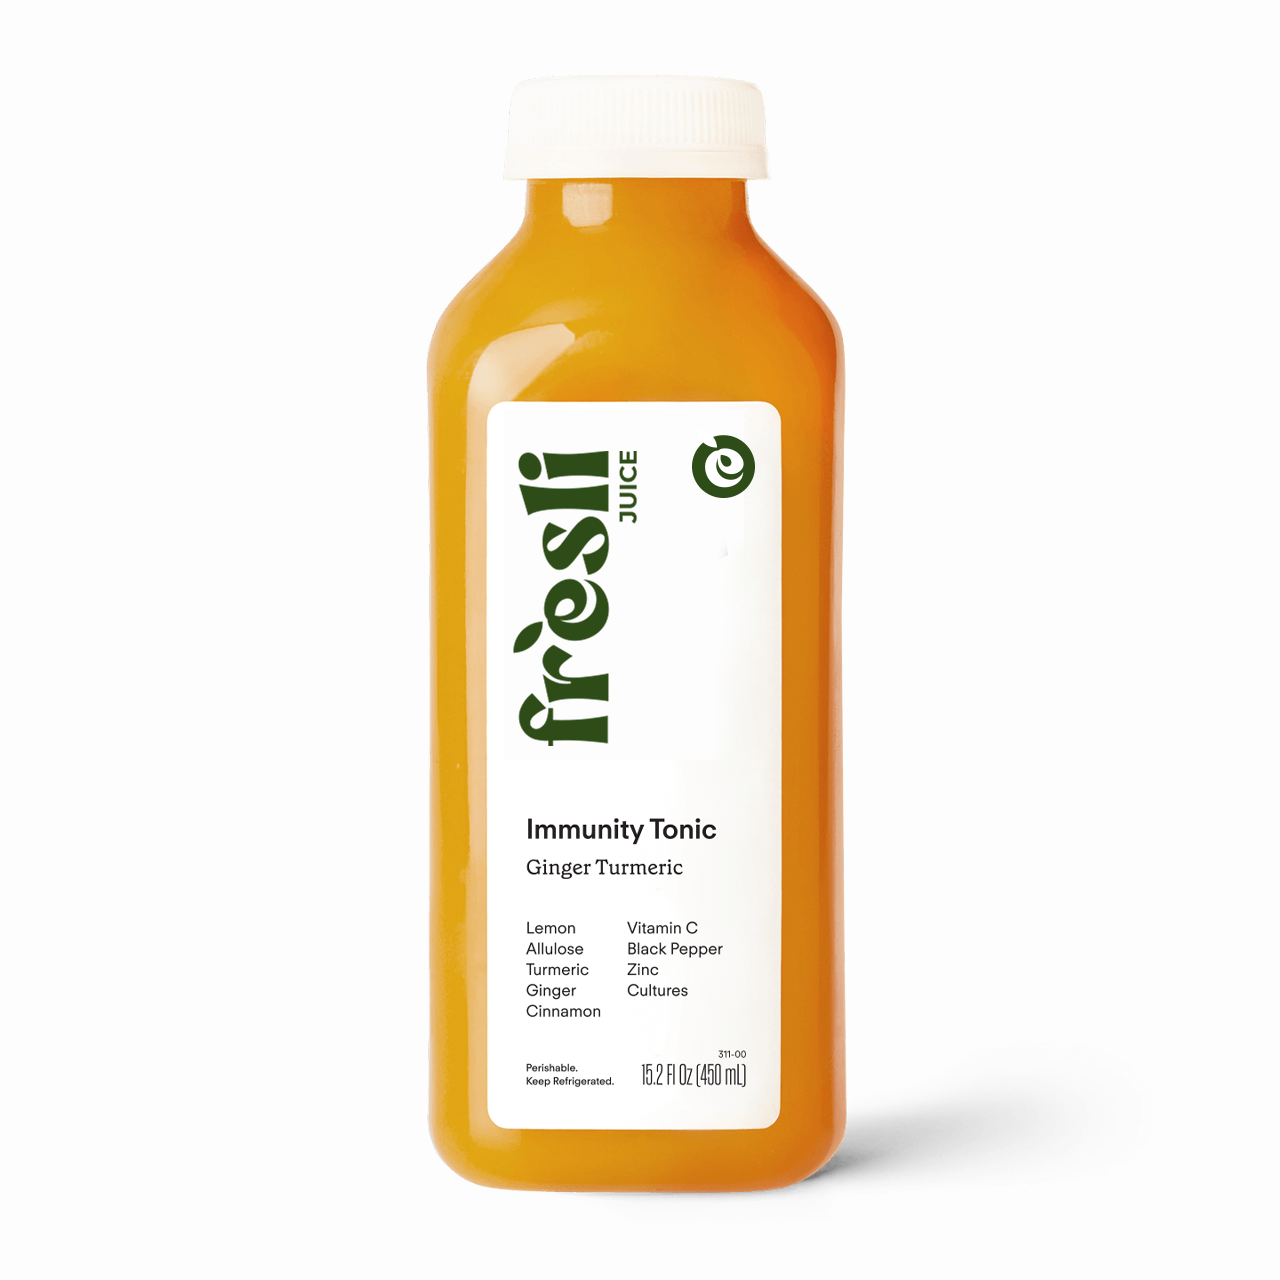 frèsli
JUICE
Immunity Tonic
Ginger Turmeric
Lemon
Allulose
Turmeric
Ginger
Cinnamon
Vitamin C
Black Pepper
Zinc
Cultures
Perishable.
Keep Refrigerated.
311-00
15.2 Fl Oz (450 mL)